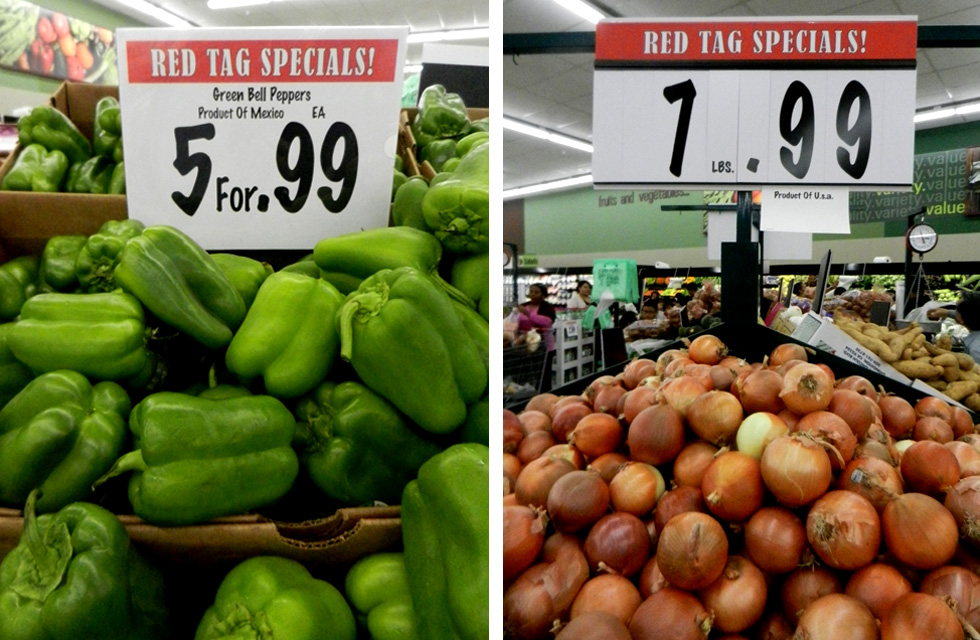 RED TAG SPECIALS!
Green Bell Peppers
Product Of Mexico EA
5 For .99
RED TAG SPECIALS!
7 LBS. .99
Product Of U.s.a.
fruits and vegetables...
value
variety.value